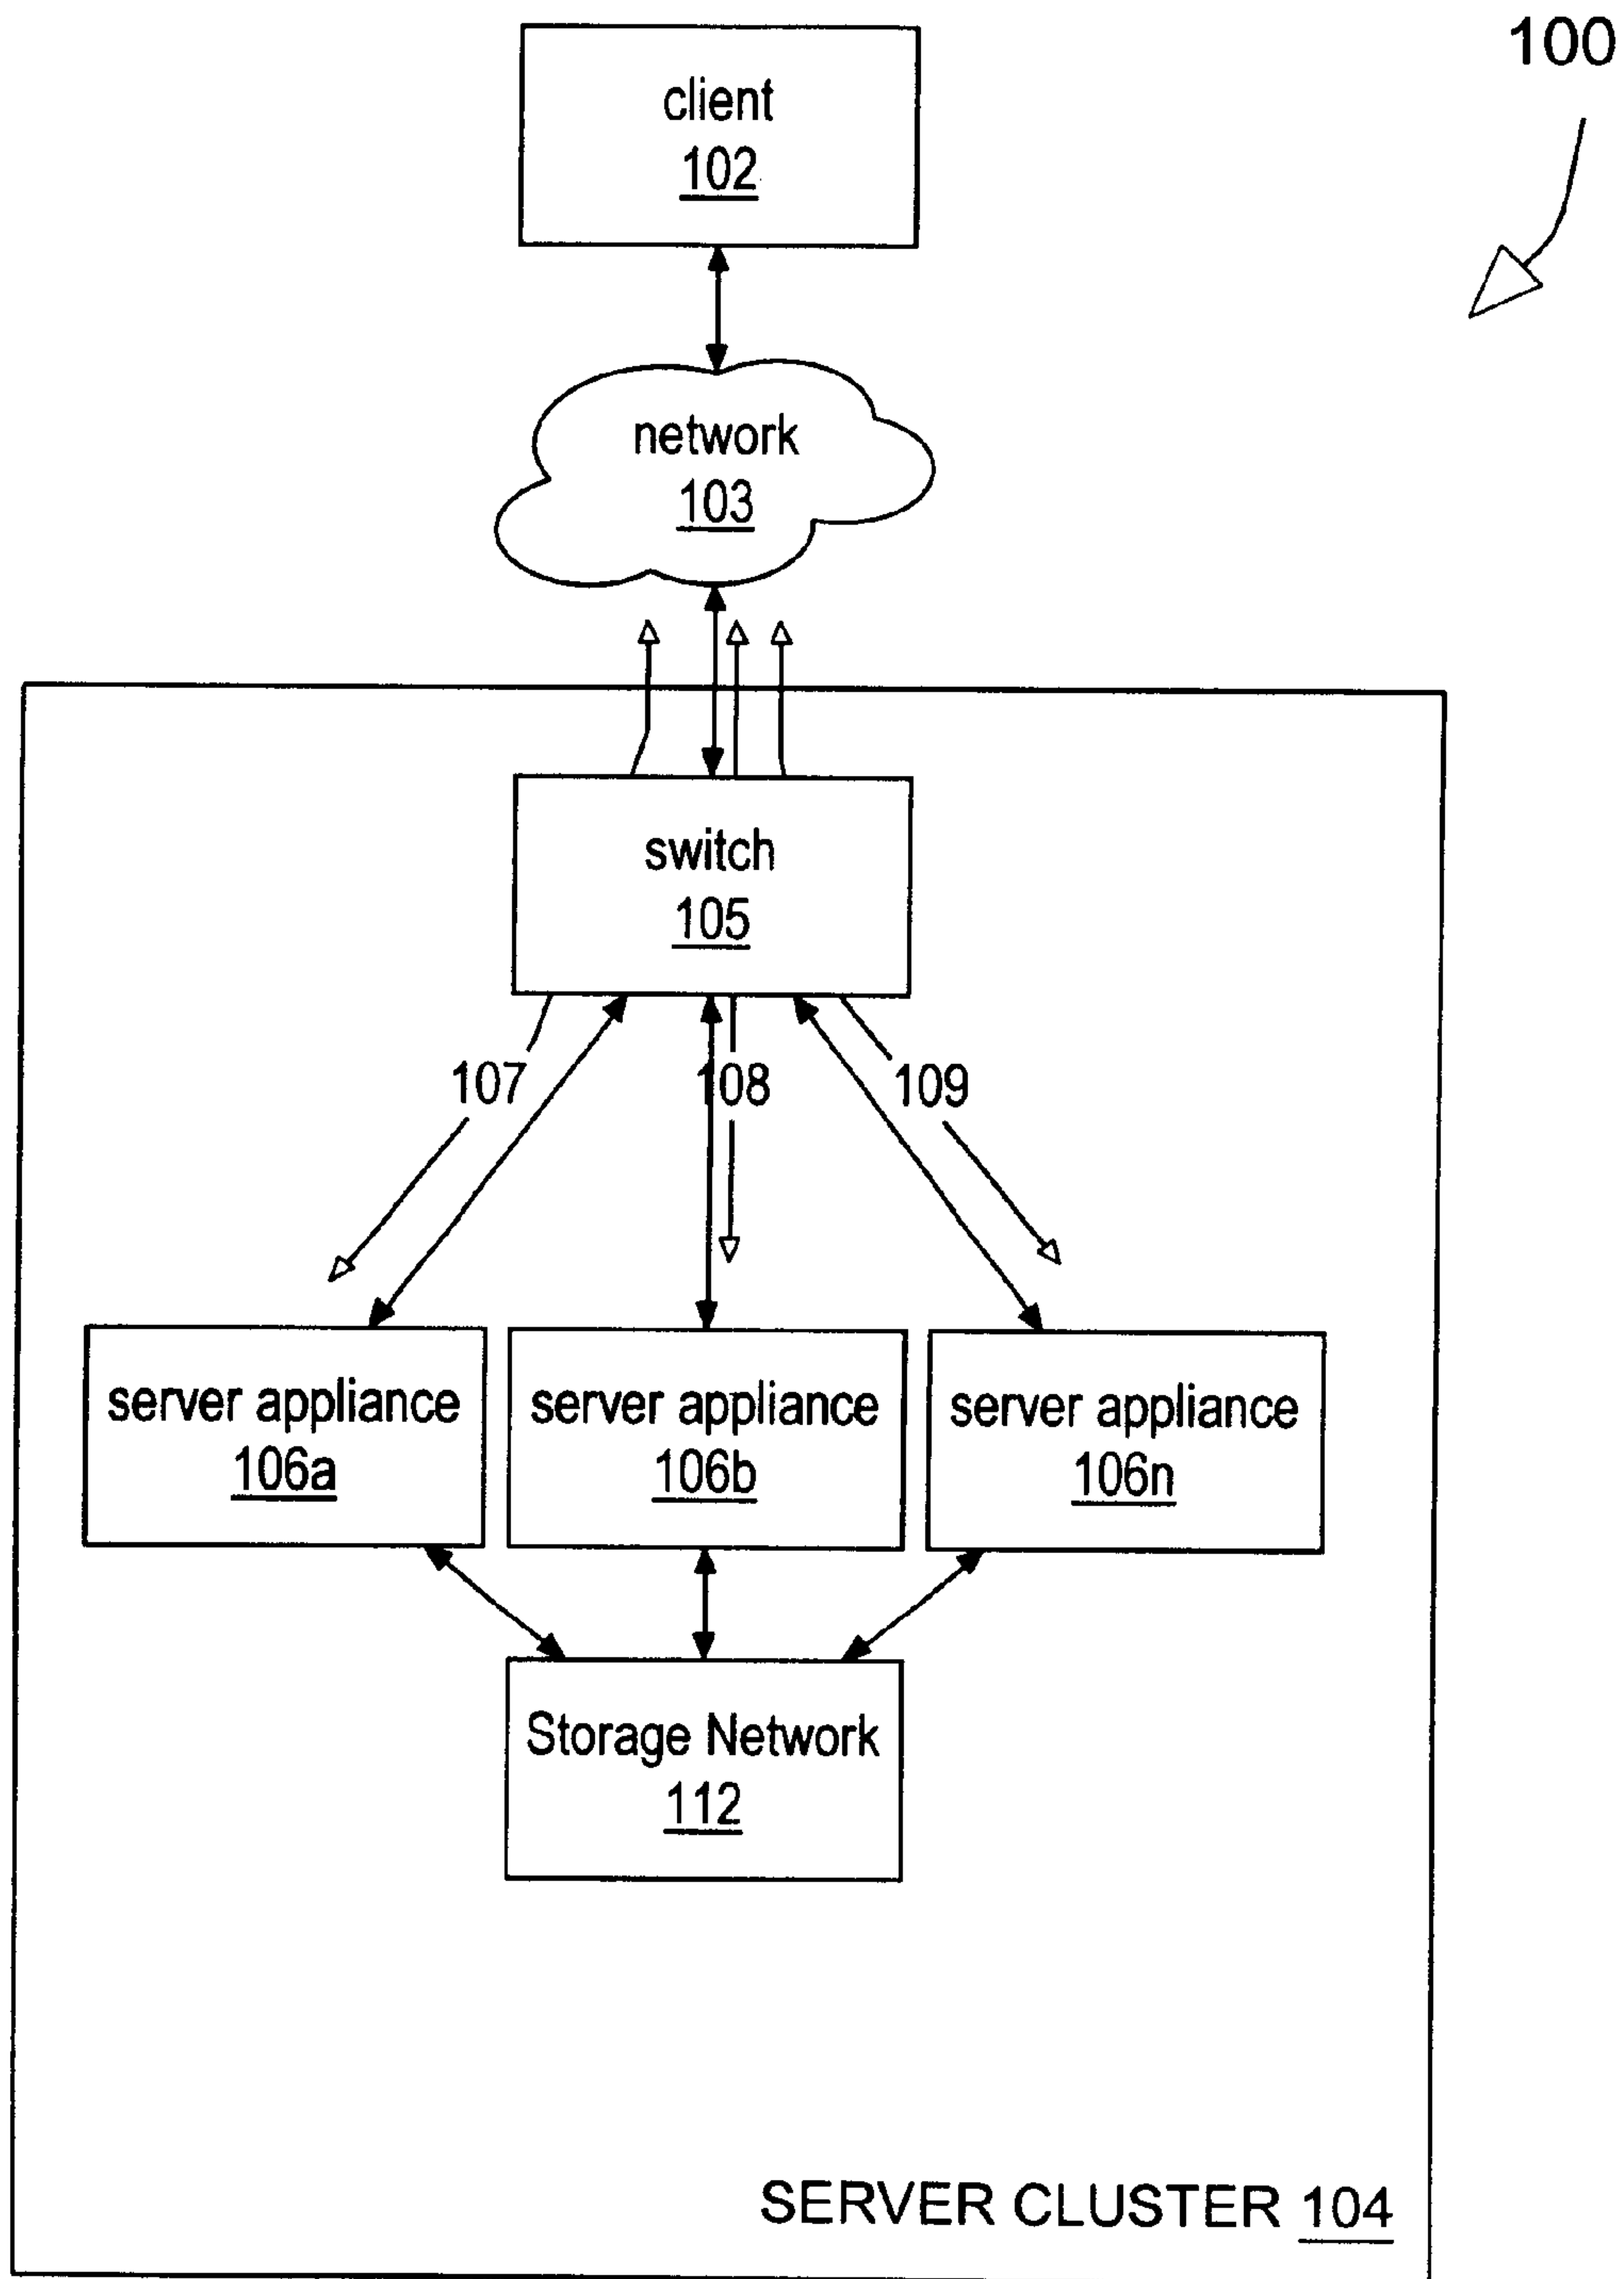 100
client
102
network
103
switch
105
107
108
109
server appliance
106a
server appliance
106b
server appliance
106n
Storage Network
112
SERVER CLUSTER 104